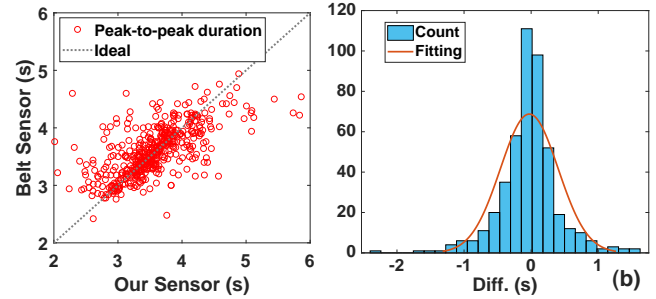 Peak-to-peak duration
Ideal
6
5
4
3
2
2
3
4
5
6
Belt Sensor (s)
Our Sensor (s)
Count
Fitting
120
100
80
60
40
20
0
-2
-1
0
1
Diff. (s)
(b)